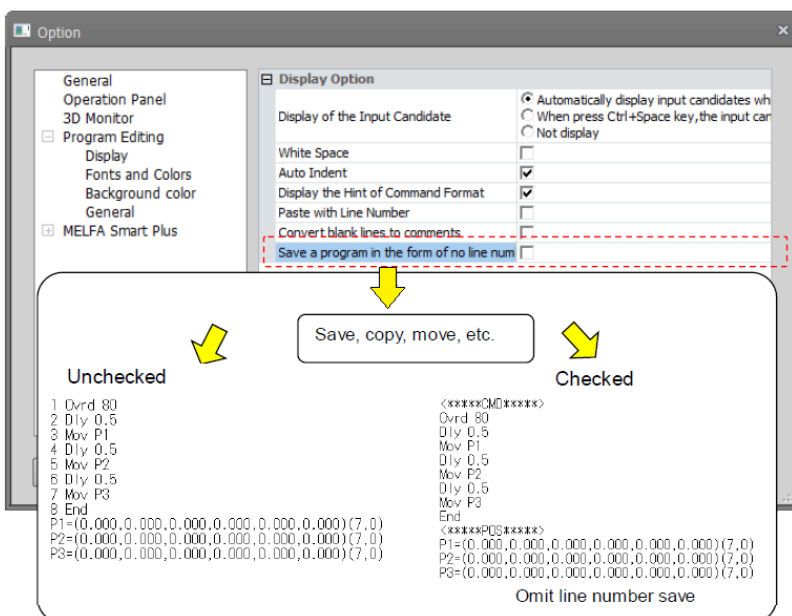 Option
General
Operation Panel
3D Monitor
Program Editing
Display
Fonts and Colors
Background color
General
MELFA Smart Plus
Display Option
Display of the Input Candidate
Automatically display input candidates wh
When press Ctrl+Space key,the input can
Not display
White Space
Auto Indent
Display the Hint of Command Format
Paste with Line Number
Convert blank lines to comments
Save a program in the form of no line num
Save, copy, move, etc.
Unchecked
1 Ovrd 80
2 Dly 0.5
3 Mov P1
4 Dly 0.5
5 Mov P2
6 Dly 0.5
7 Mov P3
8 End
P1=(0.000,0.000,0.000,0.000,0.000,0.000)(7,0)
P2=(0.000,0.000,0.000,0.000,0.000,0.000)(7,0)
P3=(0.000,0.000,0.000,0.000,0.000,0.000)(7,0)
Checked
<*****CMD*****>
Ovrd 80
Dly 0.5
Mov P1
Dly 0.5
Mov P2
Dly 0.5
Mov P3
End
<*****POS*****>
P1=(0.000,0.000,0.000,0.000,0.000,0.000)(7,0)
P2=(0.000,0.000,0.000,0.000,0.000,0.000)(7,0)
P3=(0.000,0.000,0.000,0.000,0.000,0.000)(7,0)
Omit line number save